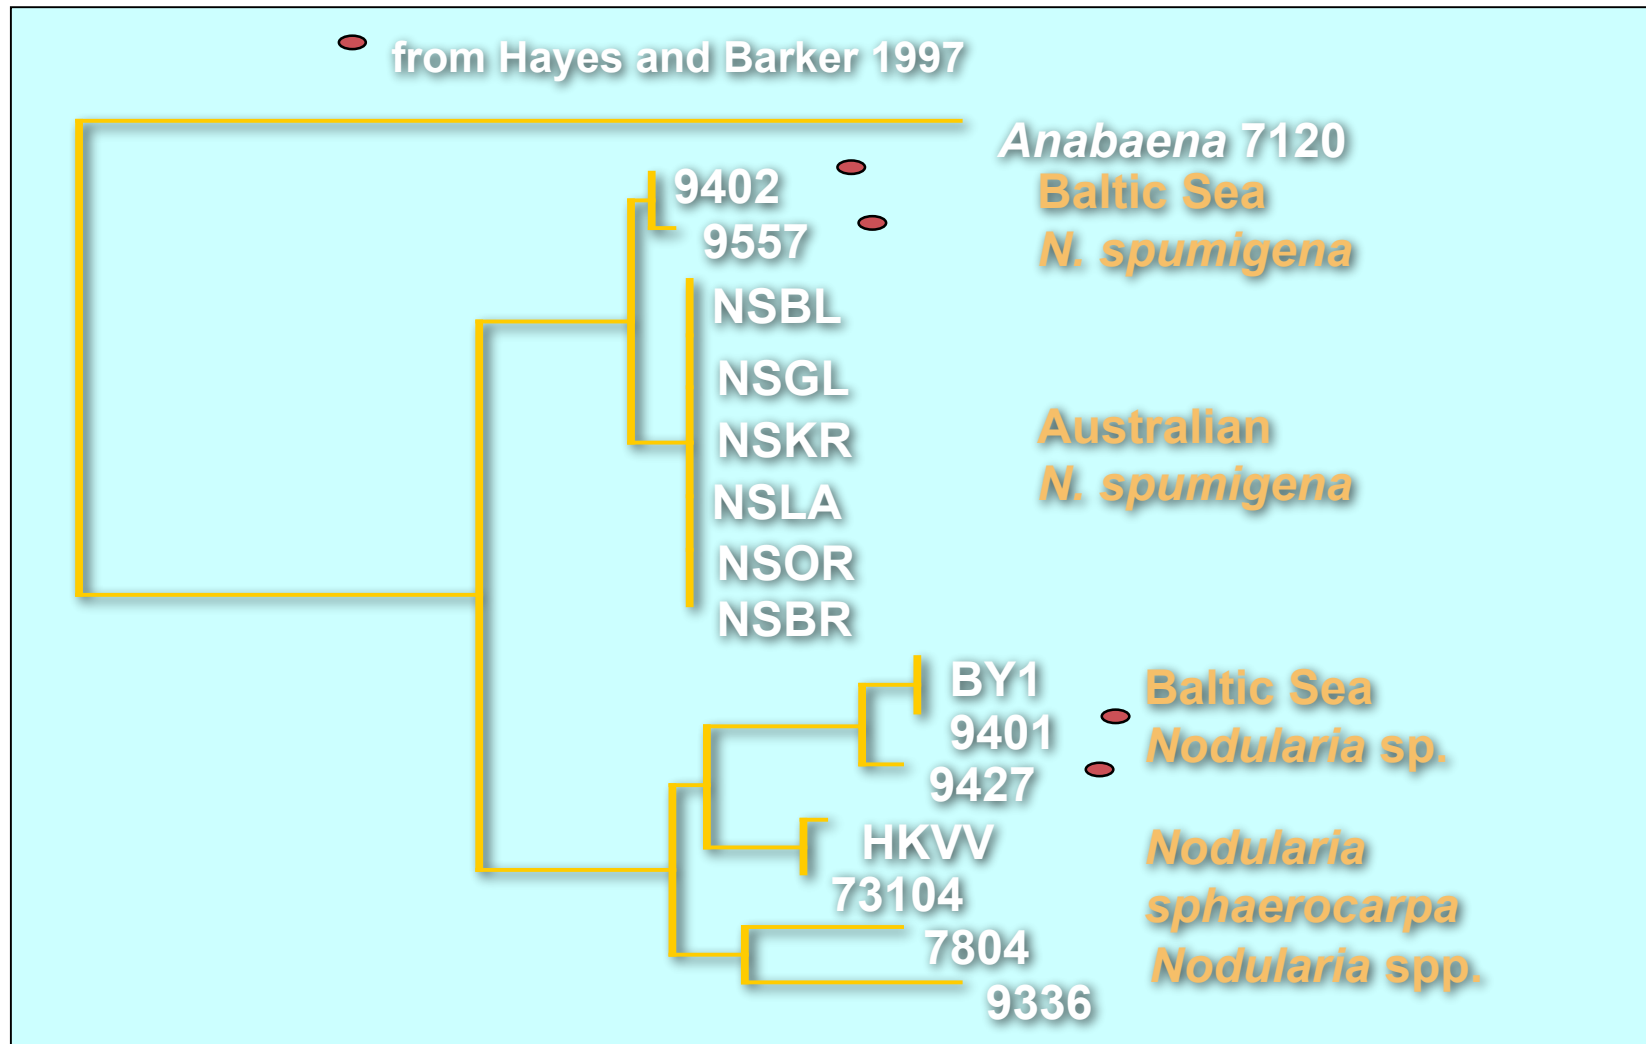 from Hayes and Barker 1997
Anabaena 7120
9402
Baltic Sea
9557
N. spumigena
NSBL
NSGL
NSKR
Australian
NSLA
N. spumigena
NSOR
NSBR
BY1
Baltic Sea
9401
Nodularia sp.
9427
HKVV
Nodularia
73104
sphaerocarpa
7804
Nodularia spp.
9336